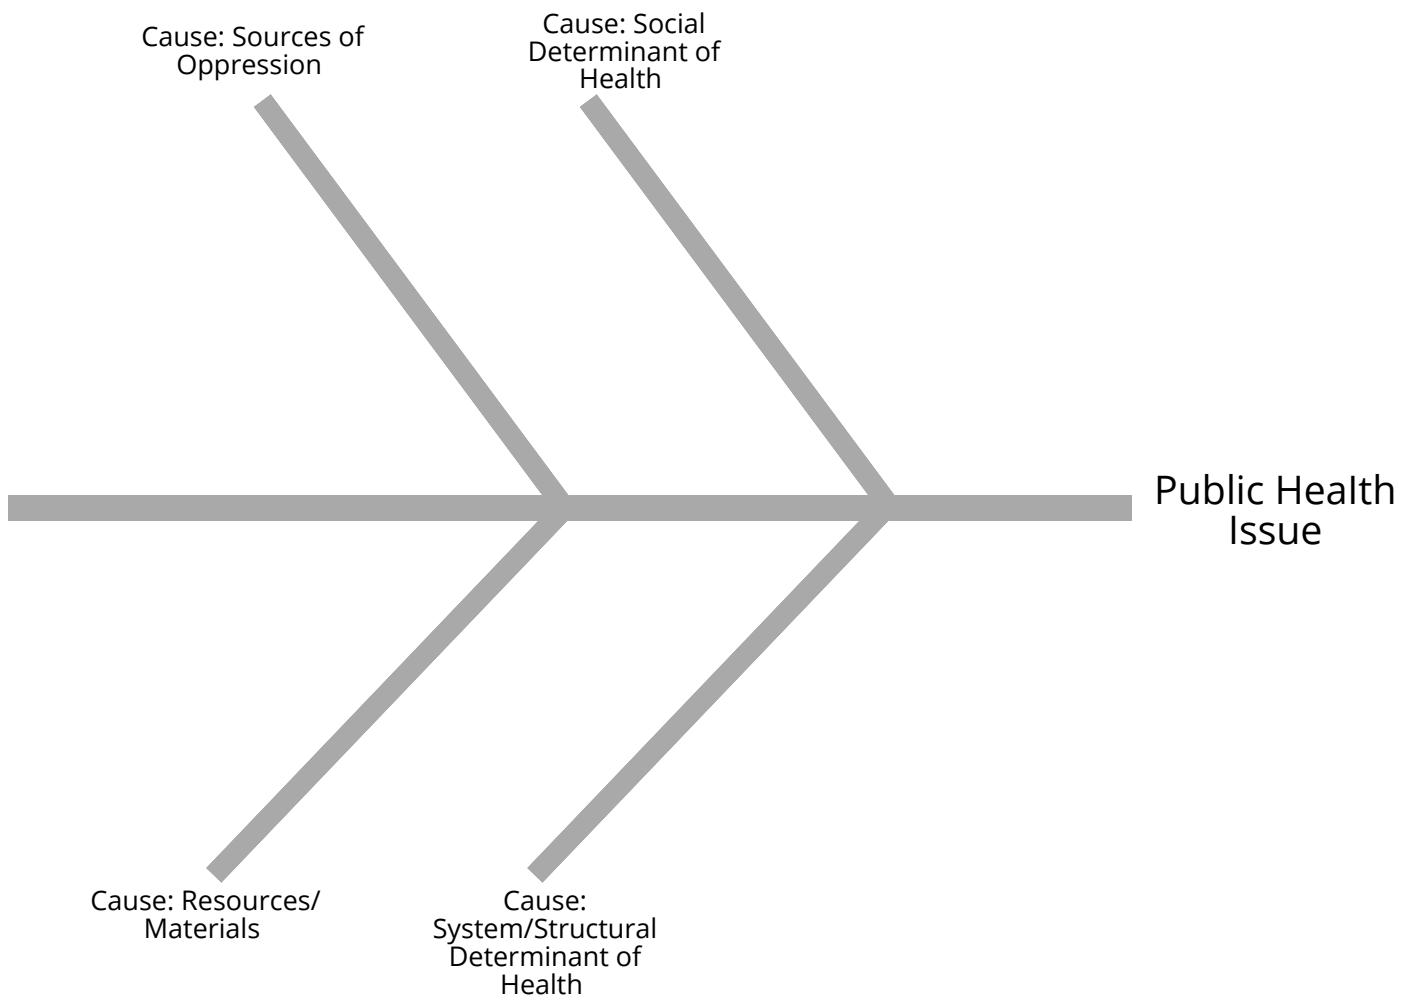 Cause: Sources of
Oppression
Cause: Social
Determinant of
Health
Public Health
Issue
Cause: Resources/
Materials
Cause:
System/Structural
Determinant of
Health